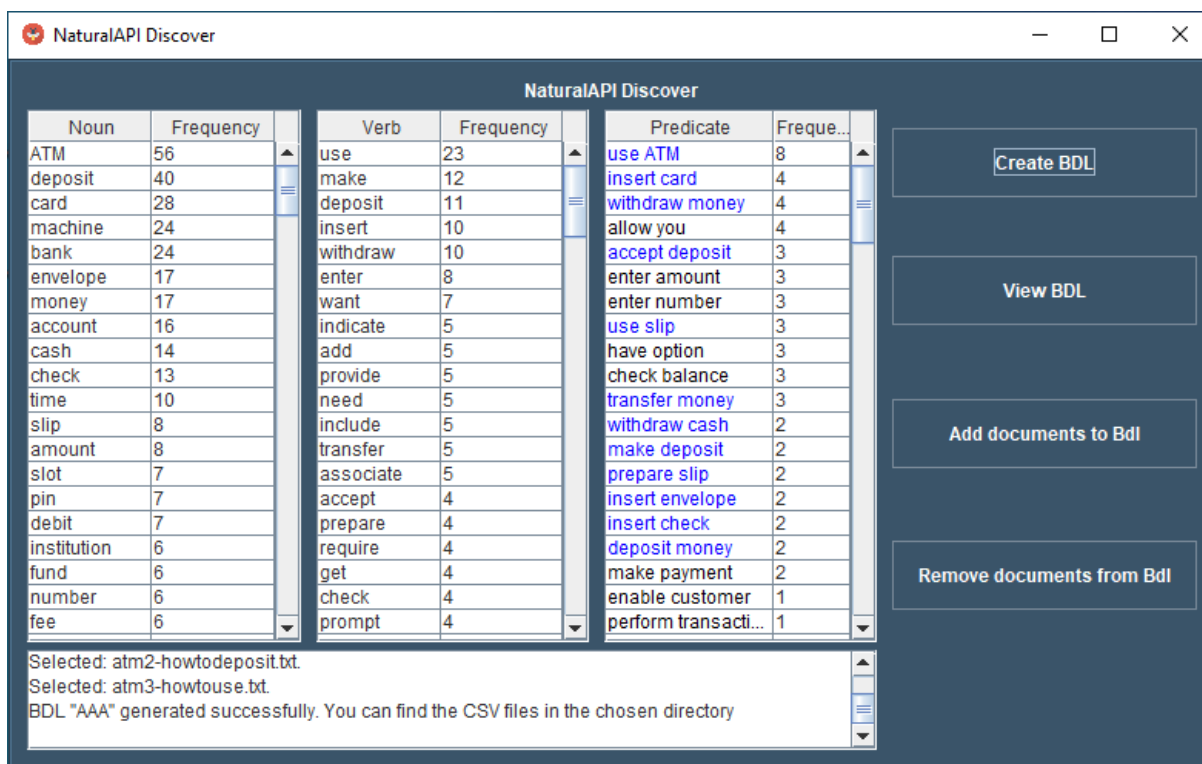 NaturalAPI Discover
NaturalAPI Discover
Noun Frequency Verb Frequency Predicate Freque...
ATM 56 use 23 use ATM 8
deposit 40 make 12 insert card 4
card 28 deposit 11 withdraw money 4
machine 24 insert 10 allow you 4
bank 24 withdraw 10 accept deposit 3
envelope 17 enter 8 enter amount 3
money 17 want 7 enter number 3
account 16 indicate 5 use slip 3
cash 14 add 5 have option 3
check 13 provide 5 check balance 3
time 10 need 5 transfer money 3
slip 8 include 5 withdraw cash 2
amount 8 transfer 5 make deposit 2
slot 7 associate 5 prepare slip 2
pin 7 accept 4 insert envelope 2
debit 7 prepare 4 insert check 2
institution 6 require 4 deposit money 2
fund 6 get 4 make payment 2
number 6 check 4 enable customer 1
fee 6 prompt 4 perform transacti... 1
Create BDL
View BDL
Add documents to Bdl
Remove documents from Bdl
Selected: atm2-howtodeposit.txt.
Selected: atm3-howtouse.txt.
BDL "AAA" generated successfully. You can find the CSV files in the chosen directory